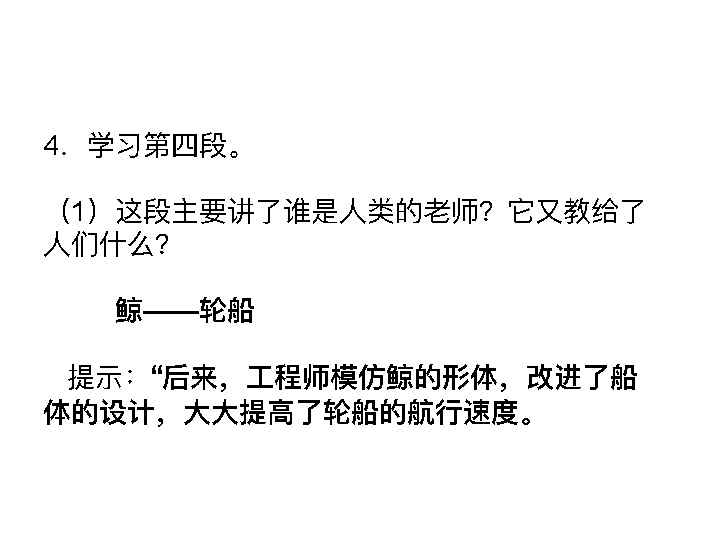 4．学习第四段。
（1）这段主要讲了谁是人类的老师？它又教给了
人们什么？
鲸——轮船
提示：“后来，工程师模仿鲸的形体，改进了船
体的设计，大大提高了轮船的航行速度。